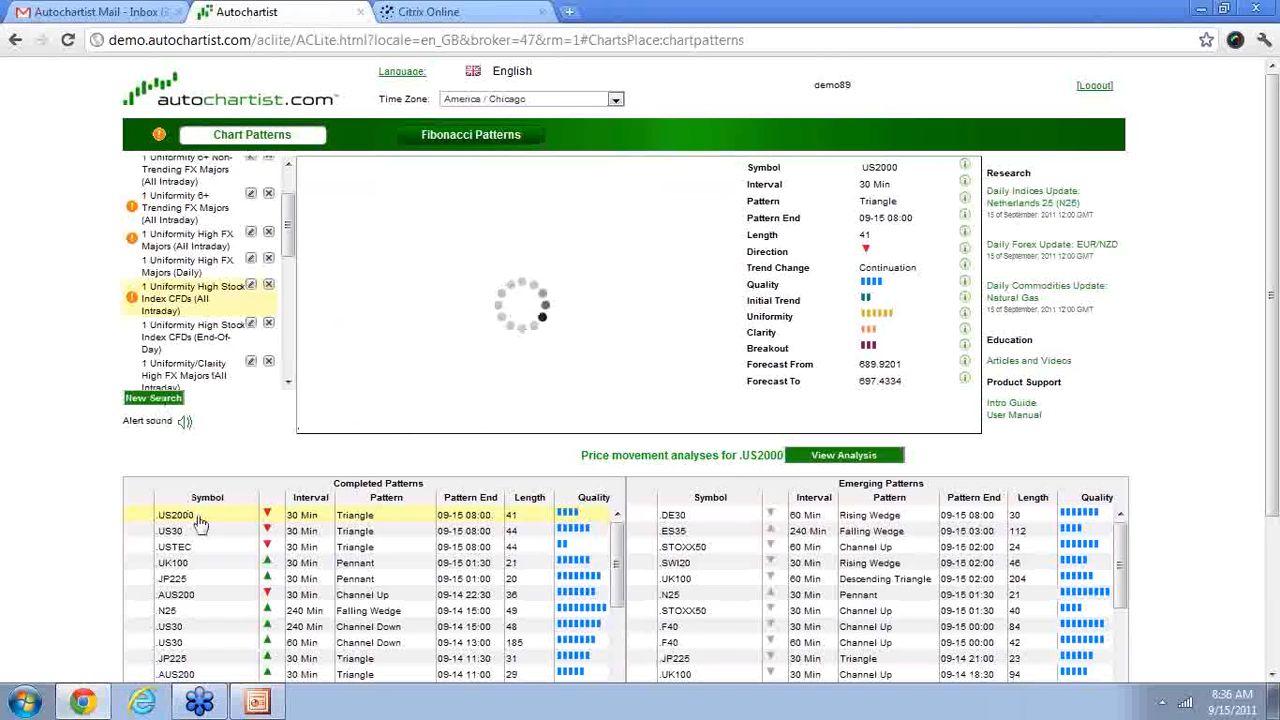 Autochartist Mail - Inbox (
Autochartist
Citrix Online
demo.autochartist.com/aclite/ACLite.html?locale=en_GB&broker=47&rm=1#ChartsPlace:chartpatterns
autochartist.com
Language:
English
Time Zone:
America / Chicago
demo89
[Logout]
Chart Patterns
Fibonacci Patterns
1 Uniformity 6+ Non-
Trending FX Majors
(All Intraday)
1 Uniformity 6+
Trending FX Majors
(All Intraday)
1 Uniformity High FX
Majors (All Intraday)
1 Uniformity High FX
Majors (Daily)
1 Uniformity High Stock
Index CFDs (All
Intraday)
1 Uniformity High Stock
Index CFDs (End-Of-
Day)
1 Uniformity/Clarity
High FX Majors (All
Intraday)
New Search
Alert sound
Symbol US2000
Interval 30 Min
Pattern Triangle
Pattern End 09-15 08:00
Length 41
Direction
Trend Change Continuation
Quality
Initial Trend
Uniformity
Clarity
Breakout
Forecast From 689.9201
Forecast To 697.4334
Research
Daily Indices Update:
Netherlands 25 (N25)
15 of September, 2011 12:00 GMT
Daily Forex Update: EUR/NZD
15 of September, 2011 12:00 GMT
Daily Commodities Update:
Natural Gas
15 of September, 2011 12:00 GMT
Education
Articles and Videos
Product Support
Intro Guide
User Manual
Price movement analyses for .US2000
View Analysis
Completed Patterns
Symbol Interval Pattern Pattern End Length Quality
.US2000 30 Min Triangle 09-15 08:00 41
.US30 30 Min Triangle 09-15 08:00 44
.USTEC 30 Min Triangle 09-15 08:00 44
.UK100 30 Min Pennant 09-15 01:30 21
.JP225 30 Min Pennant 09-15 01:00 20
.AUS200 30 Min Channel Up 09-14 22:30 36
.N25 240 Min Falling Wedge 09-14 15:00 49
.US30 240 Min Channel Down 09-14 15:00 48
.US30 60 Min Channel Down 09-14 13:00 185
.JP225 30 Min Triangle 09-14 11:30 31
.AUS200 30 Min Channel Up 09-14 11:00 29
Emerging Patterns
Symbol Interval Pattern Pattern End Length Quality
.DE30 60 Min Rising Wedge 09-15 08:00 30
.ES35 240 Min Falling Wedge 09-15 03:00 112
.STOXX50 60 Min Channel Up 09-15 02:00 24
.SWI20 30 Min Rising Wedge 09-15 02:00 46
.UK100 60 Min Descending Triangle 09-15 02:00 204
.N25 30 Min Pennant 09-15 01:30 21
.STOXX50 30 Min Channel Up 09-15 01:00 40
.F40 30 Min Channel Up 09-15 00:00 84
.F40 60 Min Channel Up 09-15 00:00 42
.JP225 30 Min Triangle 09-14 21:00 23
.UK100 30 Min Channel Up 09-14 18:30 94
8:36 AM
9/15/2011